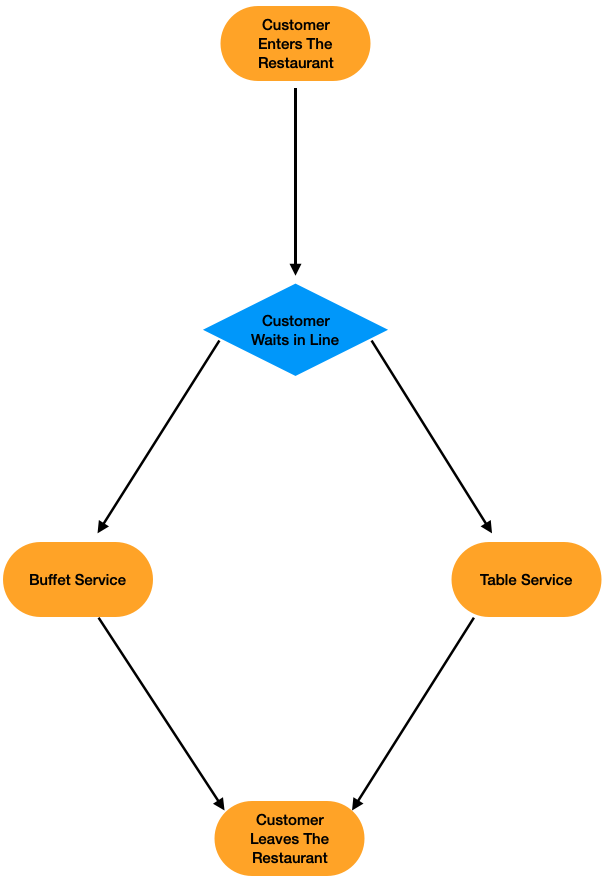 Customer
Enters The
Restaurant
Customer
Waits in Line
Buffet Service
Table Service
Customer
Leaves The
Restaurant